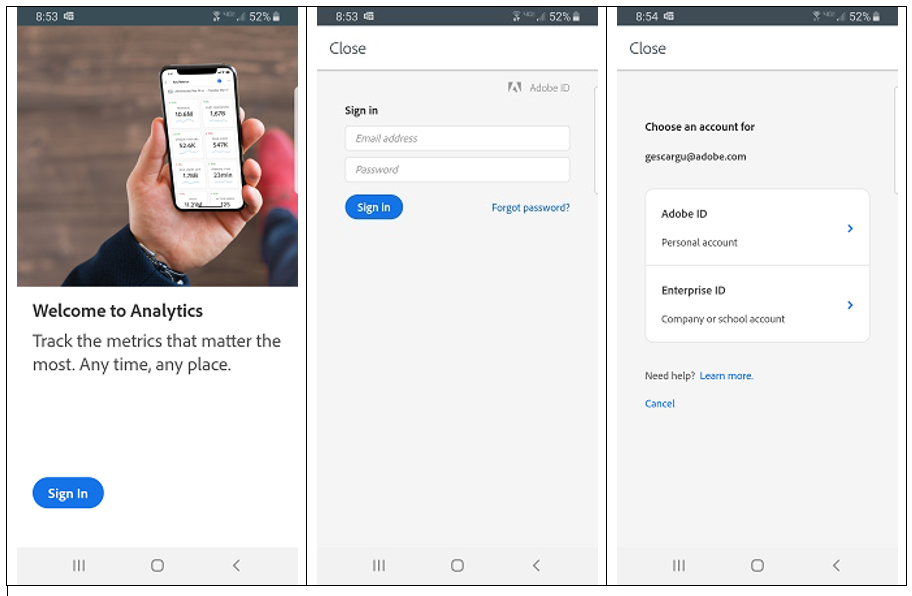 8:53
52%
Welcome to Analytics
Track the metrics that matter the
most. Any time, any place.
Sign In
8:53
52%
Close
Adobe ID
Sign in
Email address
Password
Sign in
Forgot password?
8:54
52%
Close
Choose an account for
gescargu@adobe.com
Adobe ID
Personal account
Enterprise ID
Company or school account
Need help? Learn more.
Cancel